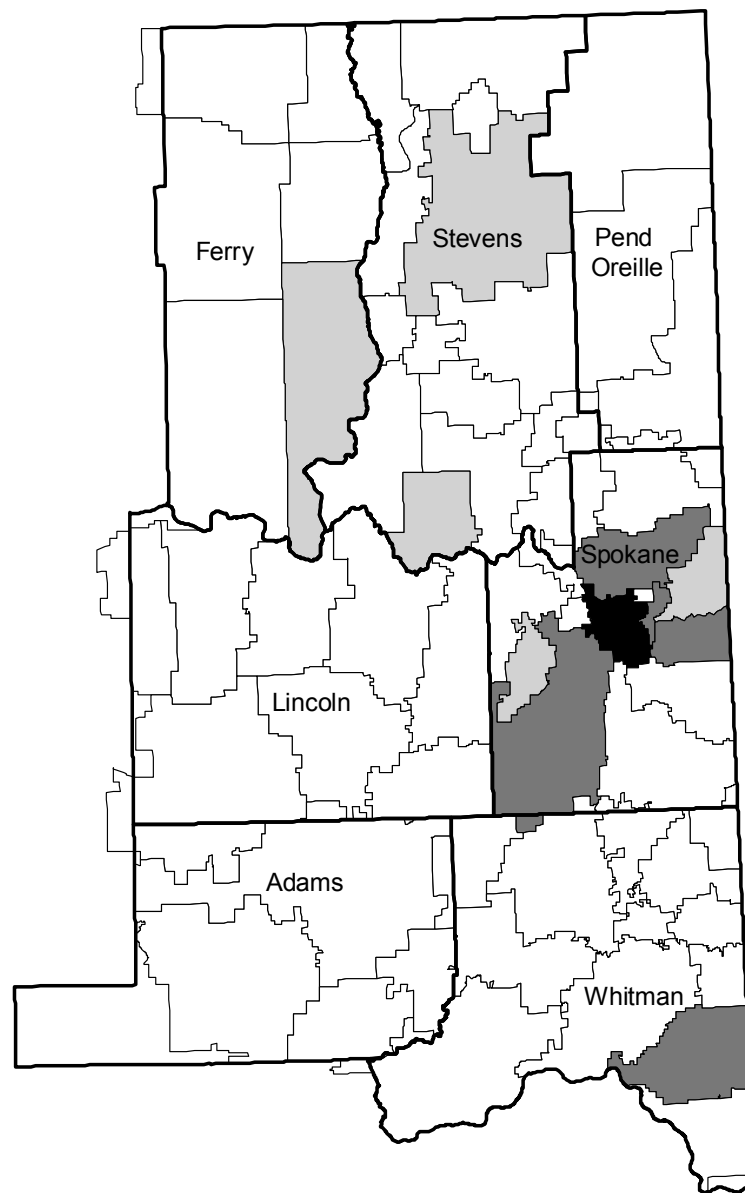 Ferry
Stevens
Pend
Oreille
Spokane
Lincoln
Adams
Whitman